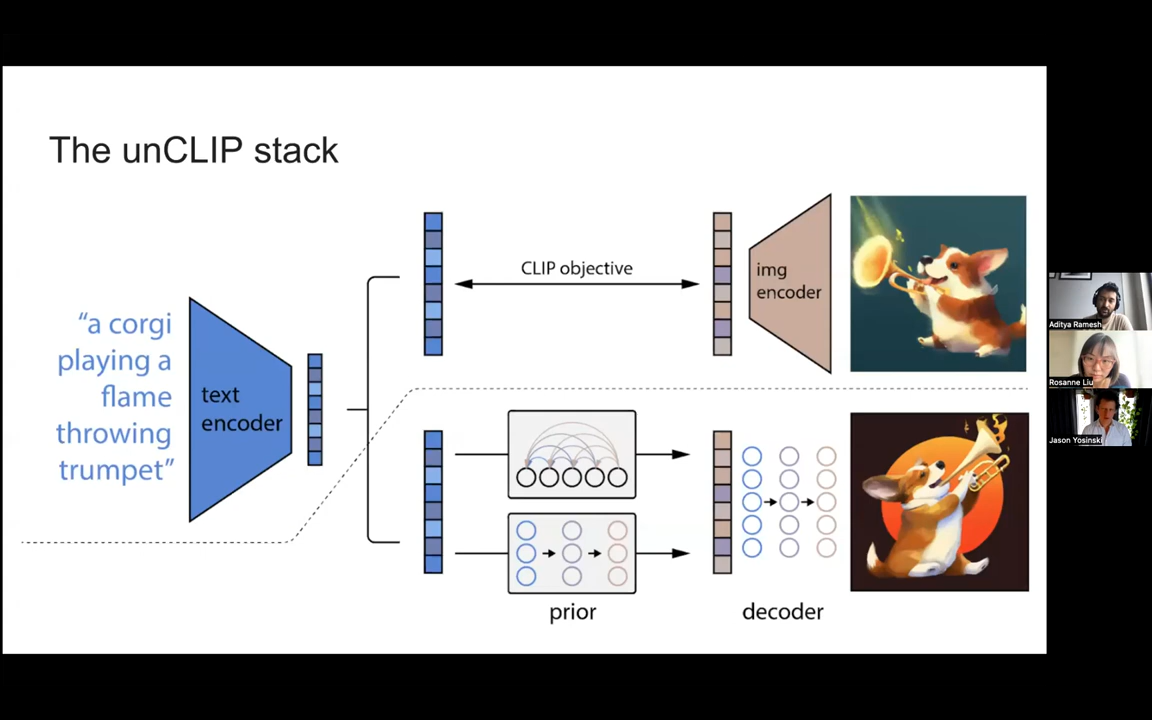 The unCLIP stack
“a corgi
playing a
flame
throwing
trumpet”
text
encoder
CLIP objective
img
encoder
prior
decoder
Aditya Ramesh
Rosanne Liu
Jason Yosinski